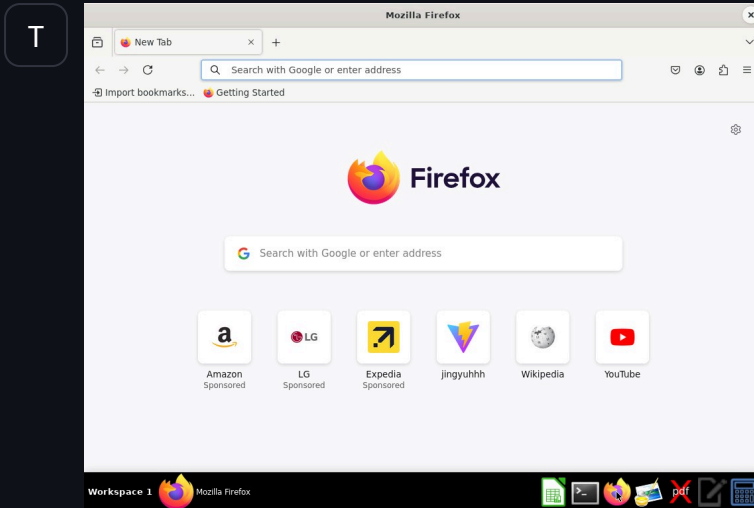 T
Mozilla Firefox
New Tab
Search with Google or enter address
Import bookmarks... Getting Started
Firefox
Search with Google or enter address
a LG
Amazon LG Expedia jingyuhhh Wikipedia YouTube
Sponsored Sponsored Sponsored
Workspace 1 Mozilla Firefox pdf